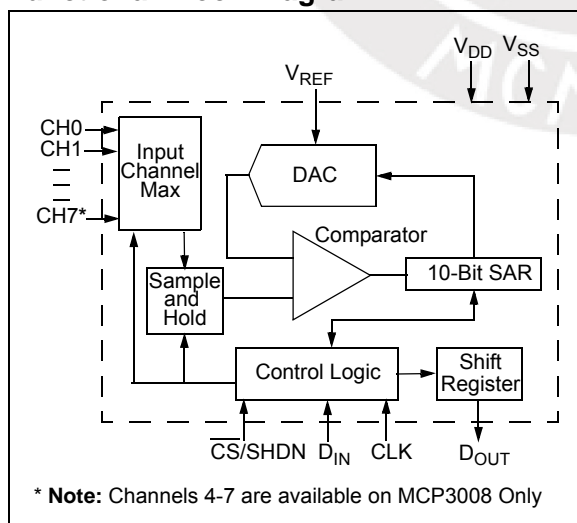 V_DD V_SS
V_REF
CH0
CH1
CH7*
Input
Channel
Max
DAC
Comparator
10-Bit SAR
Sample
and
Hold
Control Logic
Shift
Register
C̅S̅/SHDN D_IN CLK D_OUT
* Note: Channels 4-7 are available on MCP3008 Only